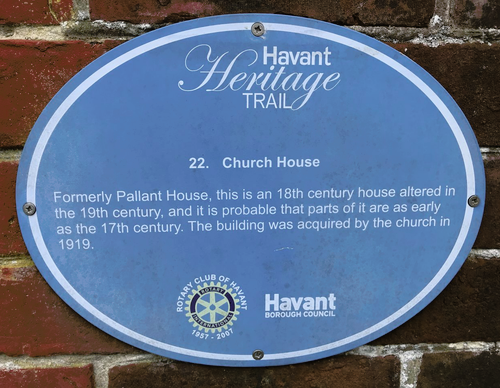 Havant
Heritage
TRAIL
22. Church House
Formerly Pallant House, this is an 18th century house altered in
the 19th century, and it is probable that parts of it are as early
as the 17th century. The building was acquired by the church in
1919.
ROTARY CLUB OF HAVANT
ROTARY
INTERNATIONAL
1957 - 2007
Havant
BOROUGH COUNCIL